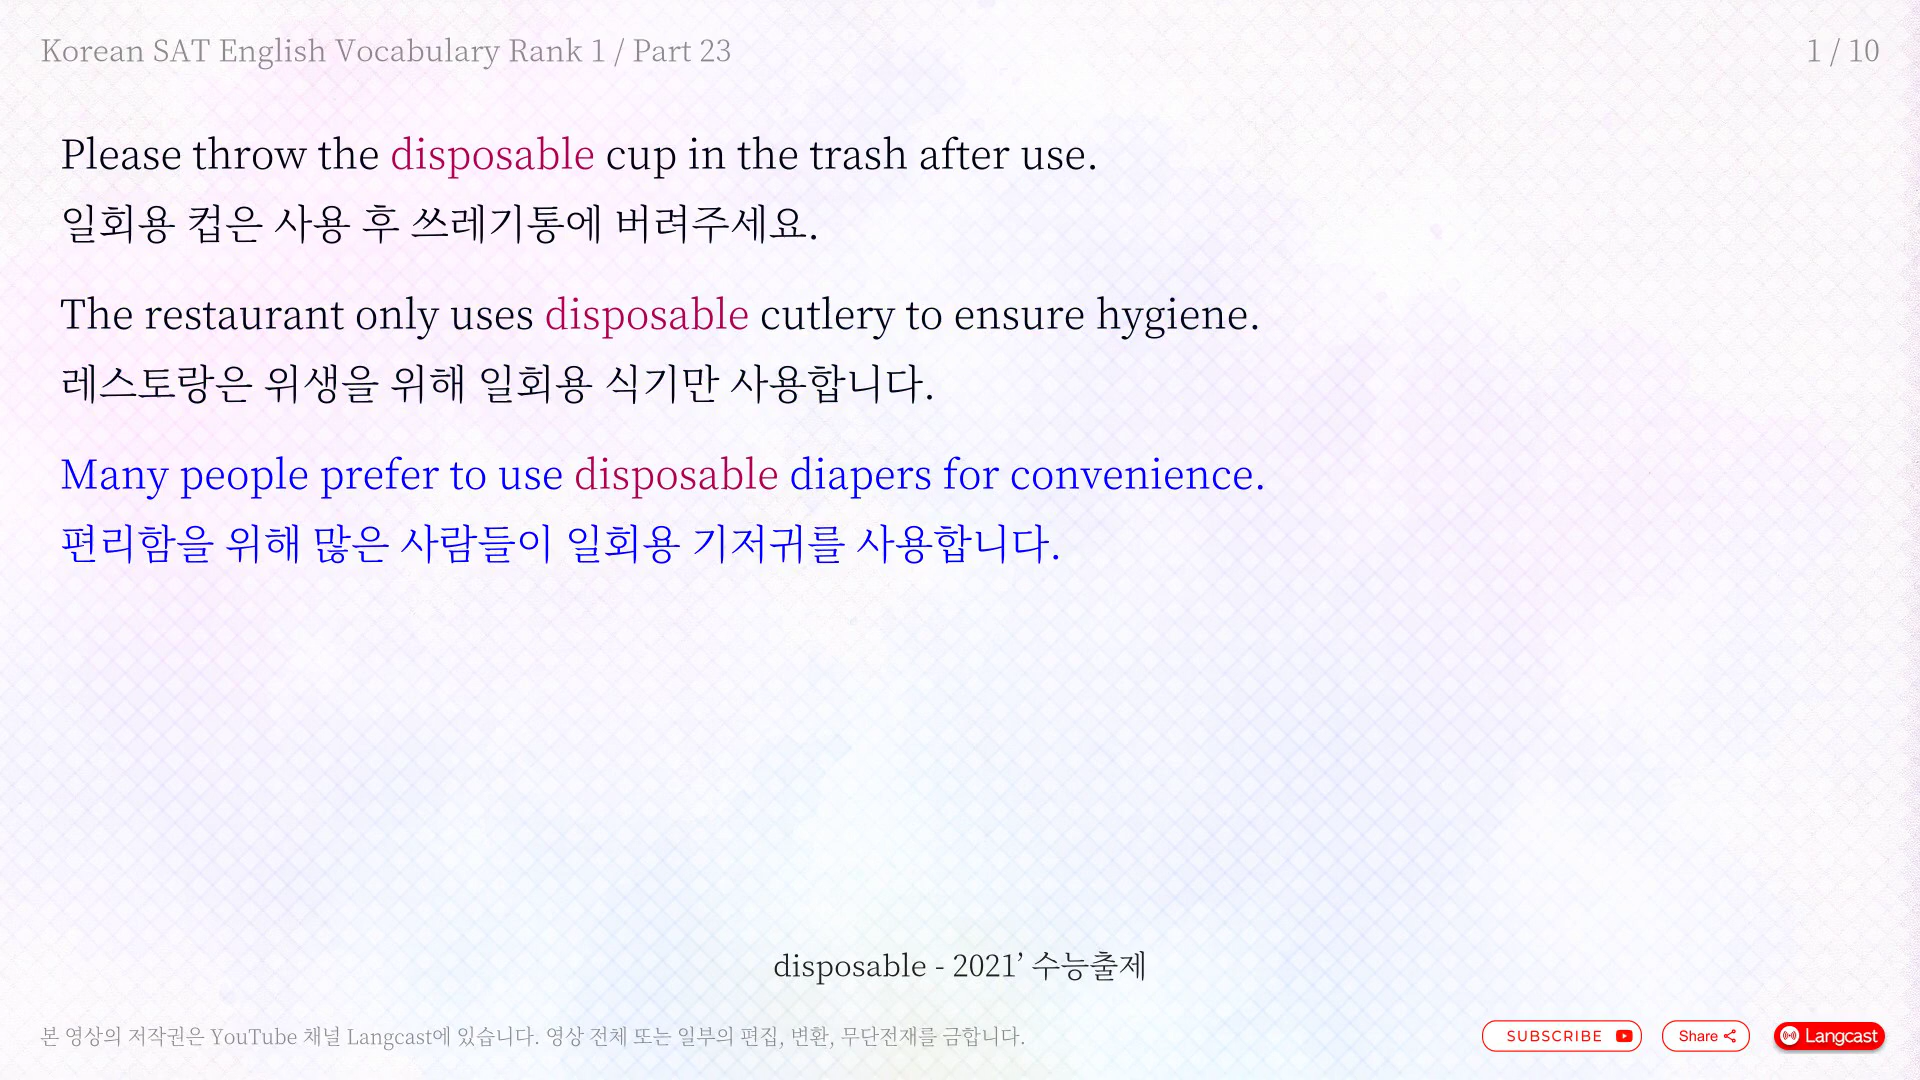 Korean SAT English Vocabulary Rank 1 / Part 23
1 / 10
Please throw the disposable cup in the trash after use.
일회용 컵은 사용 후 쓰레기통에 버려주세요.
The restaurant only uses disposable cutlery to ensure hygiene.
레스토랑은 위생을 위해 일회용 식기만 사용합니다.
Many people prefer to use disposable diapers for convenience.
편리함을 위해 많은 사람들이 일회용 기저귀를 사용합니다.
disposable - 2021’ 수능출제
본 영상의 저작권은 YouTube 채널 Langcast에 있습니다. 영상 전체 또는 일부의 편집, 변환, 무단전재를 금합니다.
SUBSCRIBE
Share
Langcast